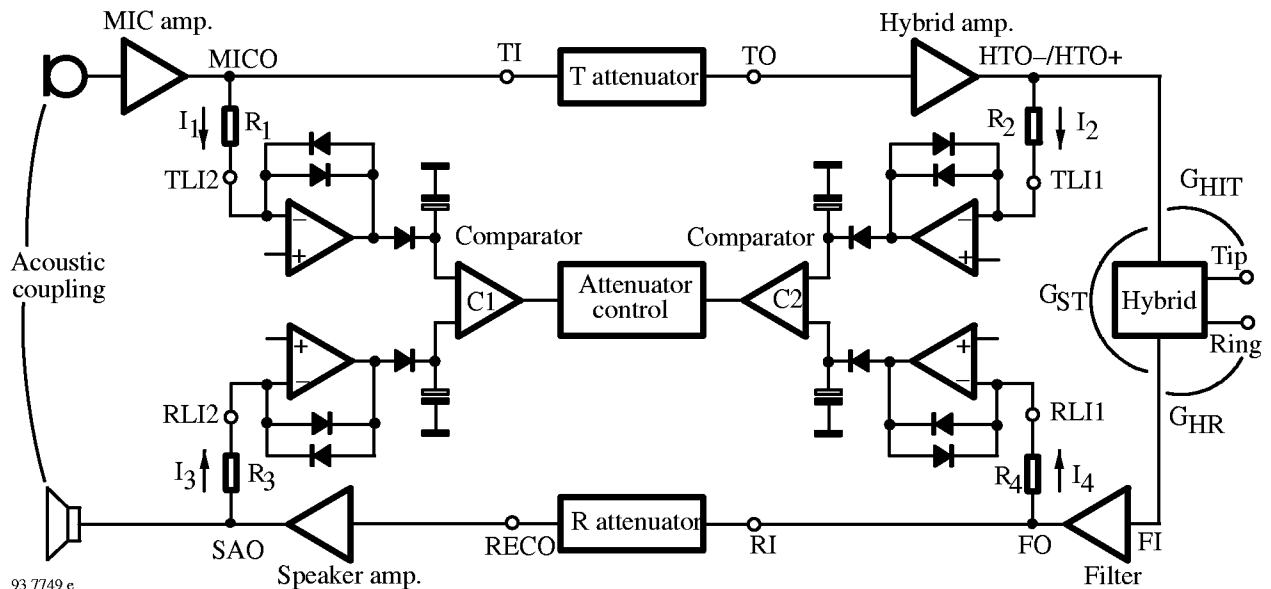 MIC amp.
Hybrid amp.
MICO
TI
TO
HTO–/HTO+
T attenuator
I1
R1
R2
I2
TLI2
TLI1
GHIT
Comparator
Comparator
Acoustic
coupling
C1
Attenuator
control
C2
GST
Hybrid
Tip
Ring
RLI2
RLI1
GHR
I3
R3
R4
I4
R attenuator
SAO
RECO
RI
FO
FI
Speaker amp.
Filter
93 7749 e
− + + − − + + −